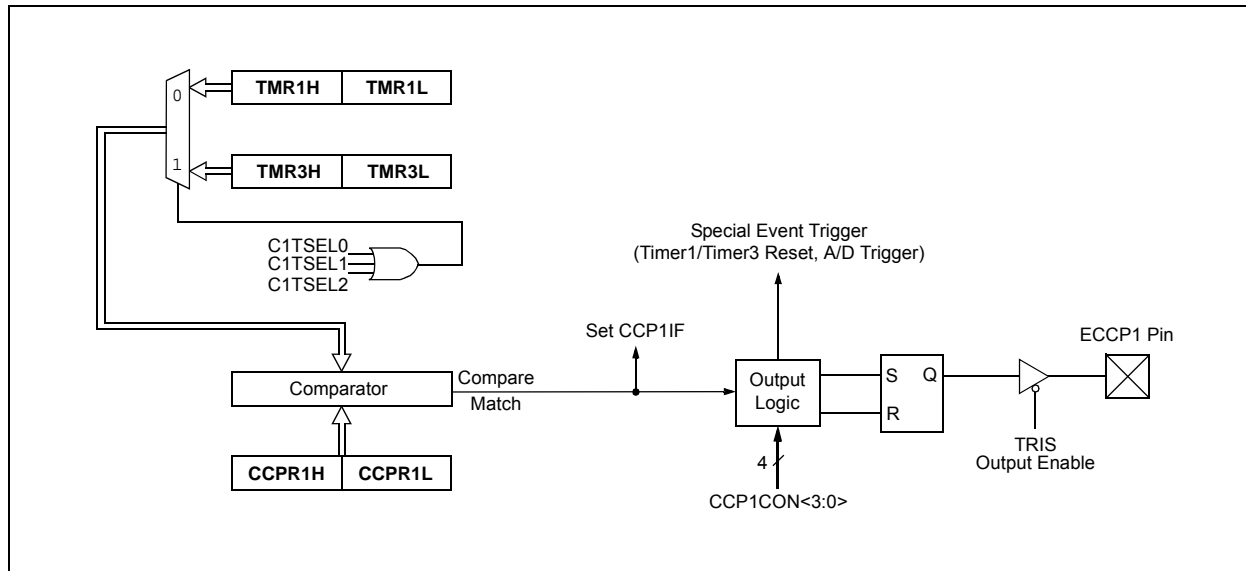 0
TMR1H TMR1L
1
TMR3H TMR3L
C1TSEL0
C1TSEL1
C1TSEL2
Special Event Trigger
(Timer1/Timer3 Reset, A/D Trigger)
Set CCP1IF
ECCP1 Pin
Comparator
Compare
Match
Output
Logic
S Q
R
TRIS
Output Enable
CCPR1H CCPR1L
4
CCP1CON<3:0>